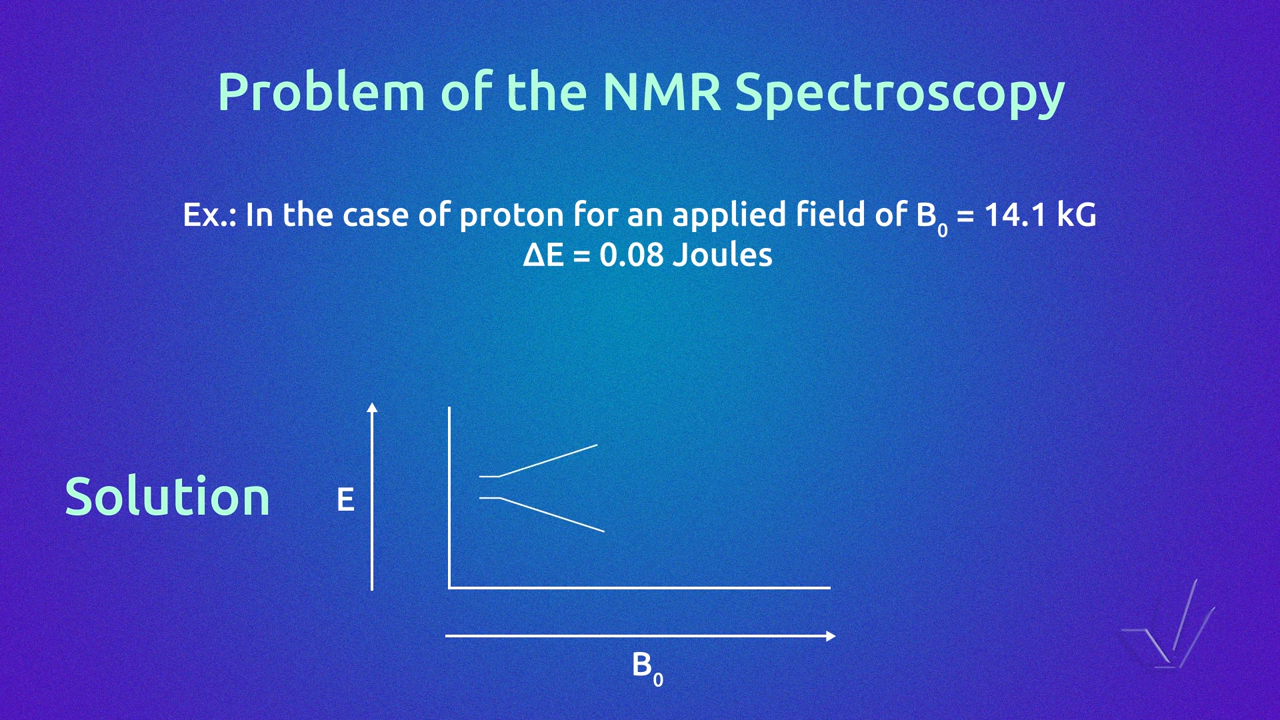 Problem of the NMR Spectroscopy
Ex.: In the case of proton for an applied field of B₀ = 14.1 kG
ΔE = 0.08 Joules
Solution
E
B₀